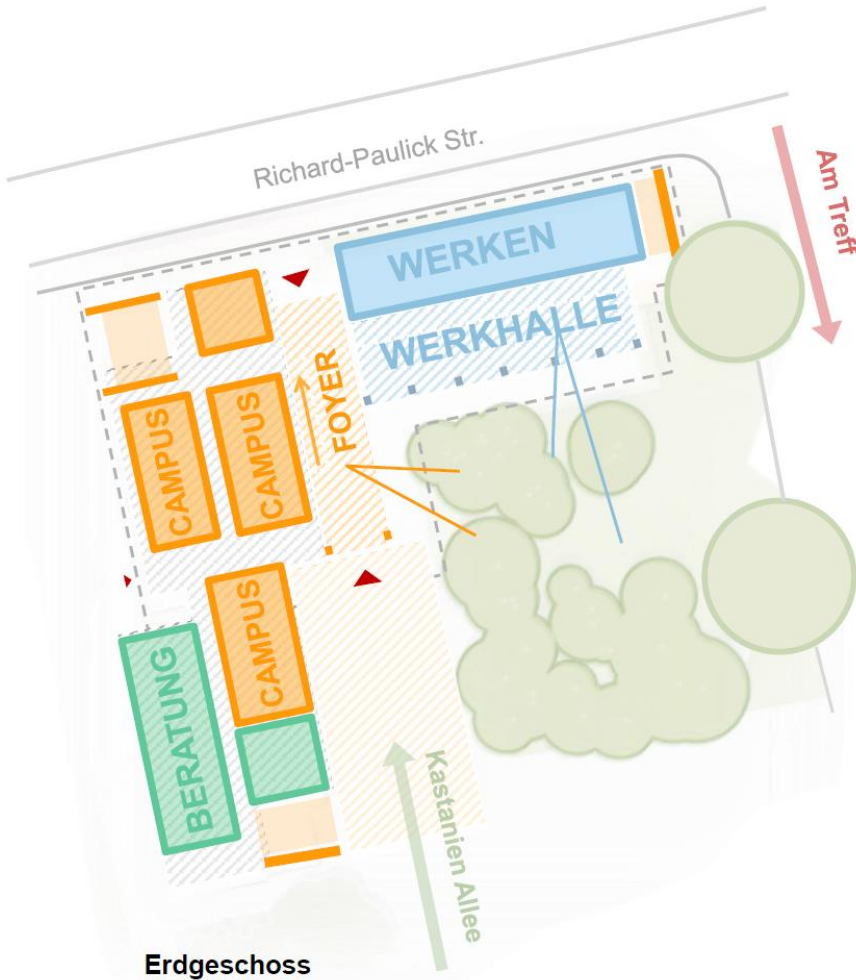 Richard-Paulick Str.
Am Treff
WERKEN
WERKHALLE
FOYER
CAMPUS
CAMPUS
CAMPUS
BERATUNG
Kastanien Allee
Erdgeschoss